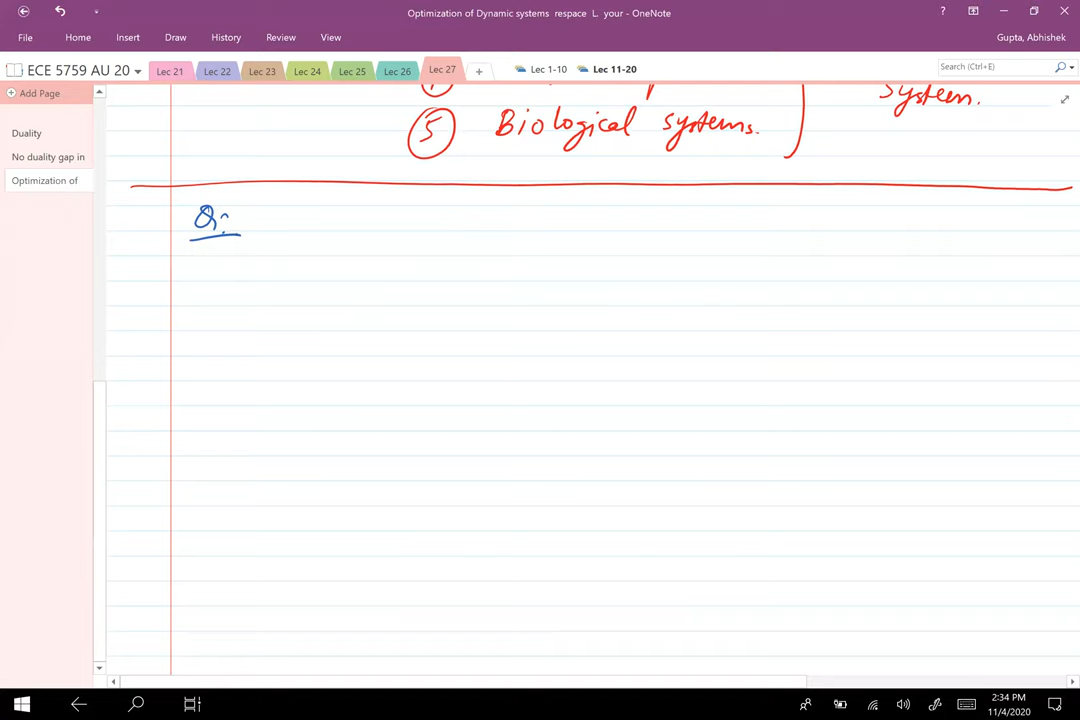 Optimization of Dynamic systems respace L. your - OneNote
?
File Home Insert Draw History Review View
Gupta, Abhishek
ECE 5759 AU 20 Lec 21 Lec 22 Lec 23 Lec 24 Lec 25 Lec 26 Lec 27 + Lec 1-10 Lec 11-20 Search (Ctrl+E)
Add Page
Duality
No duality gap in
Optimization of
system.
5 Biological systems.
Q:
2:34 PM
11/4/2020